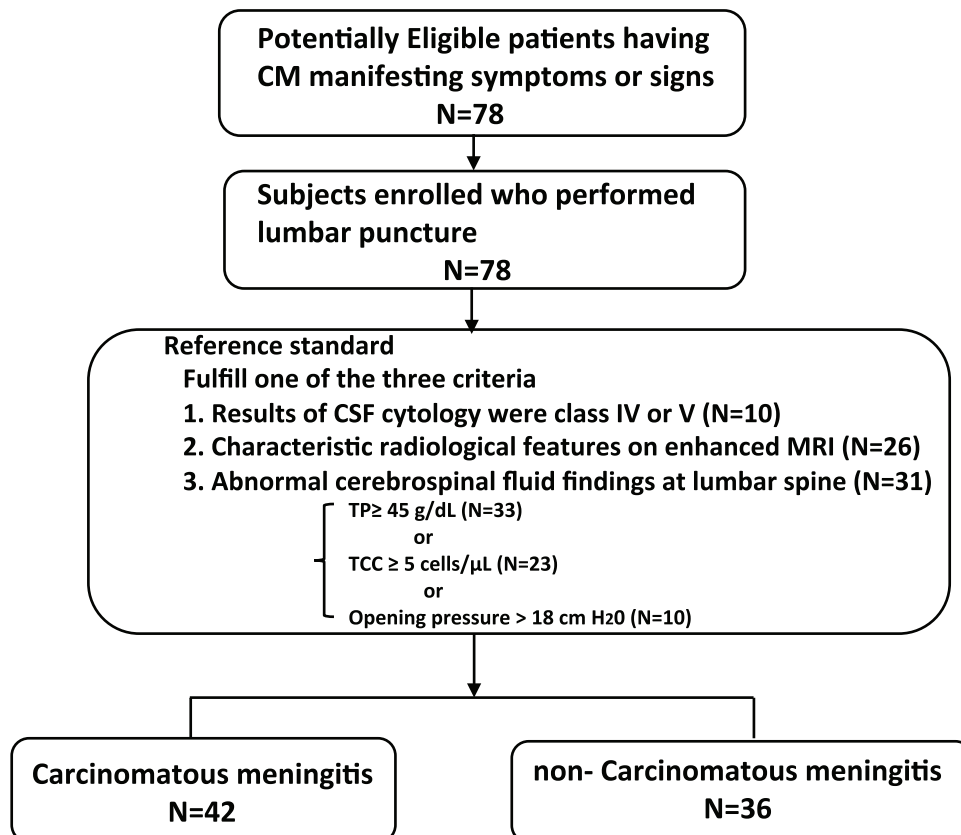 Potentially Eligible patients having
CM manifesting symptoms or signs
N=78
Subjects enrolled who performed
lumbar puncture
N=78
Reference standard
Fulfill one of the three criteria
1. Results of CSF cytology were class IV or V (N=10)
2. Characteristic radiological features on enhanced MRI (N=26)
3. Abnormal cerebrospinal fluid findings at lumbar spine (N=31)
TP≥ 45 g/dL (N=33)
or
TCC ≥ 5 cells/μL (N=23)
or
Opening pressure > 18 cm H20 (N=10)
Carcinomatous meningitis
N=42
non- Carcinomatous meningitis
N=36